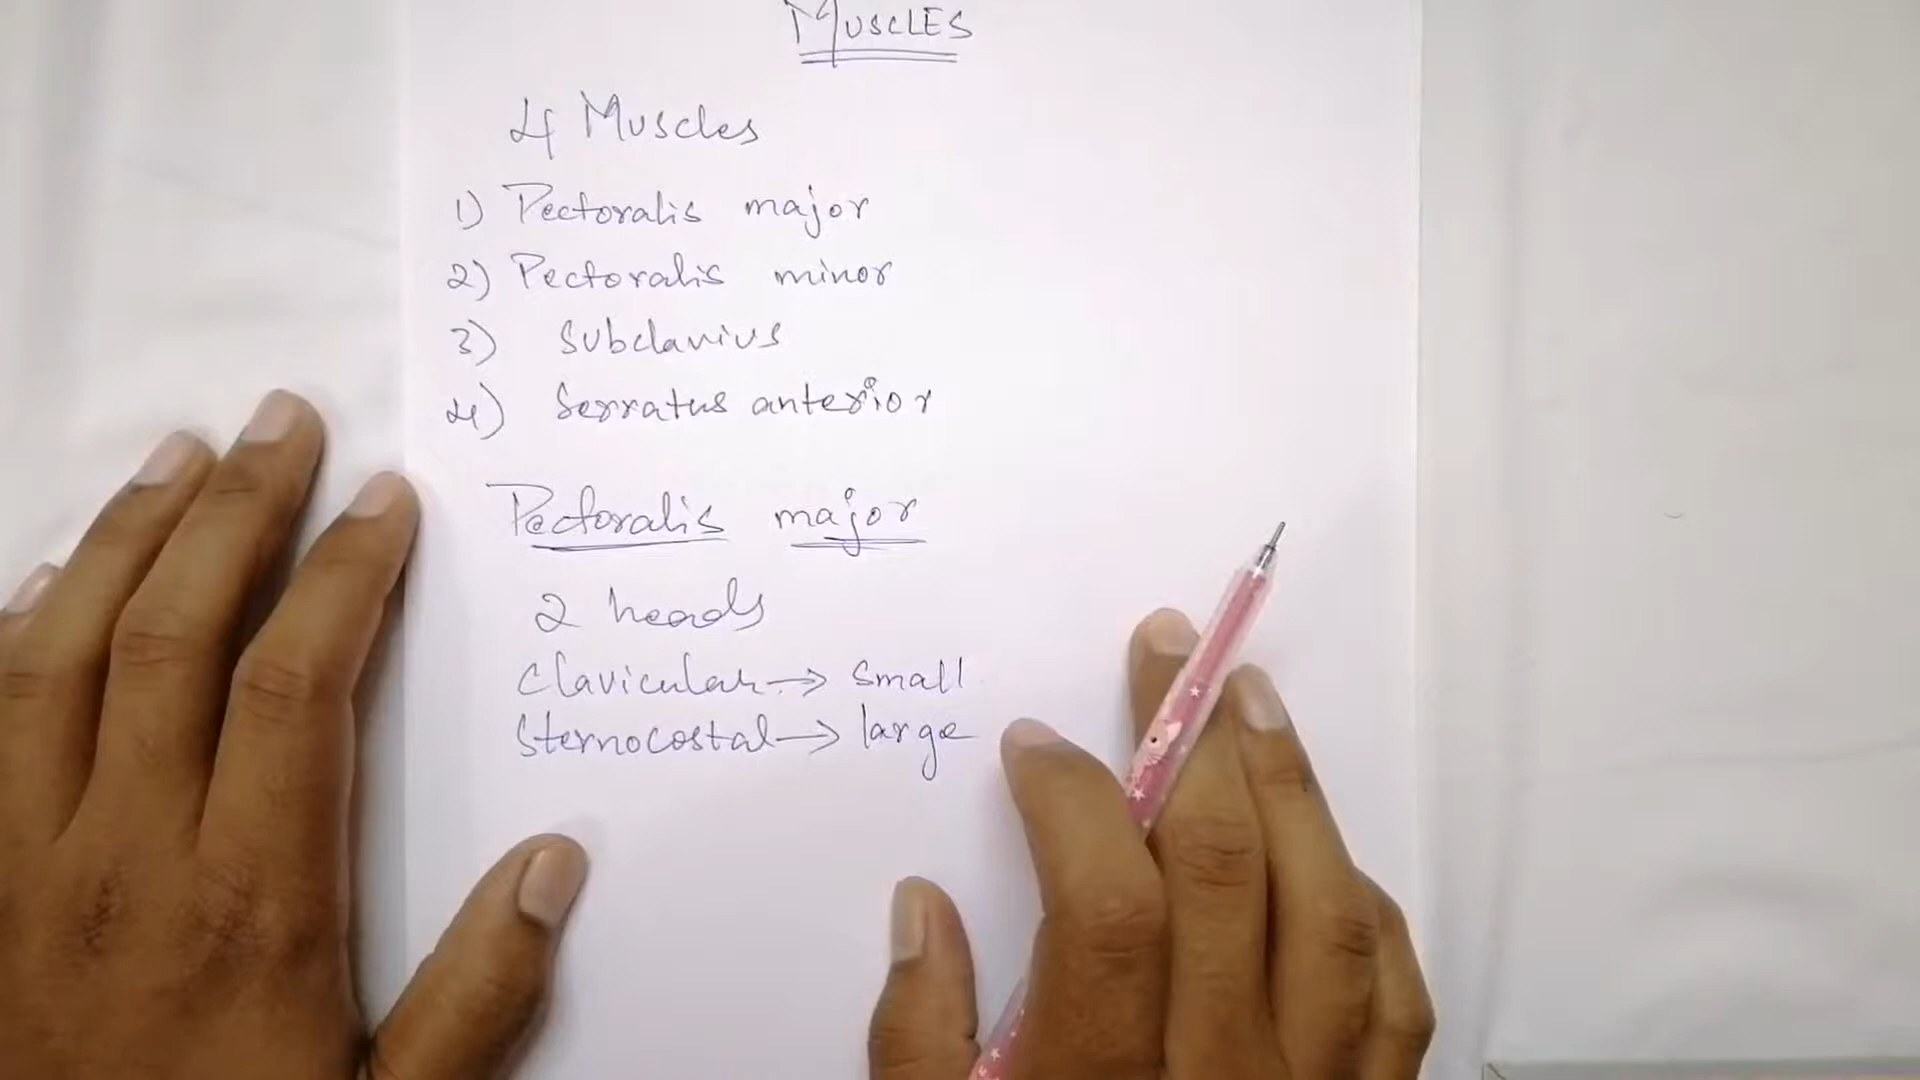 MUSCLES
4 Muscles
1) Pectoralis major
2) Pectoralis minor
3) Subclavius
4) Serratus anterior
Pectoralis major
2 heads
Clavicular → small
Sternocostal → large